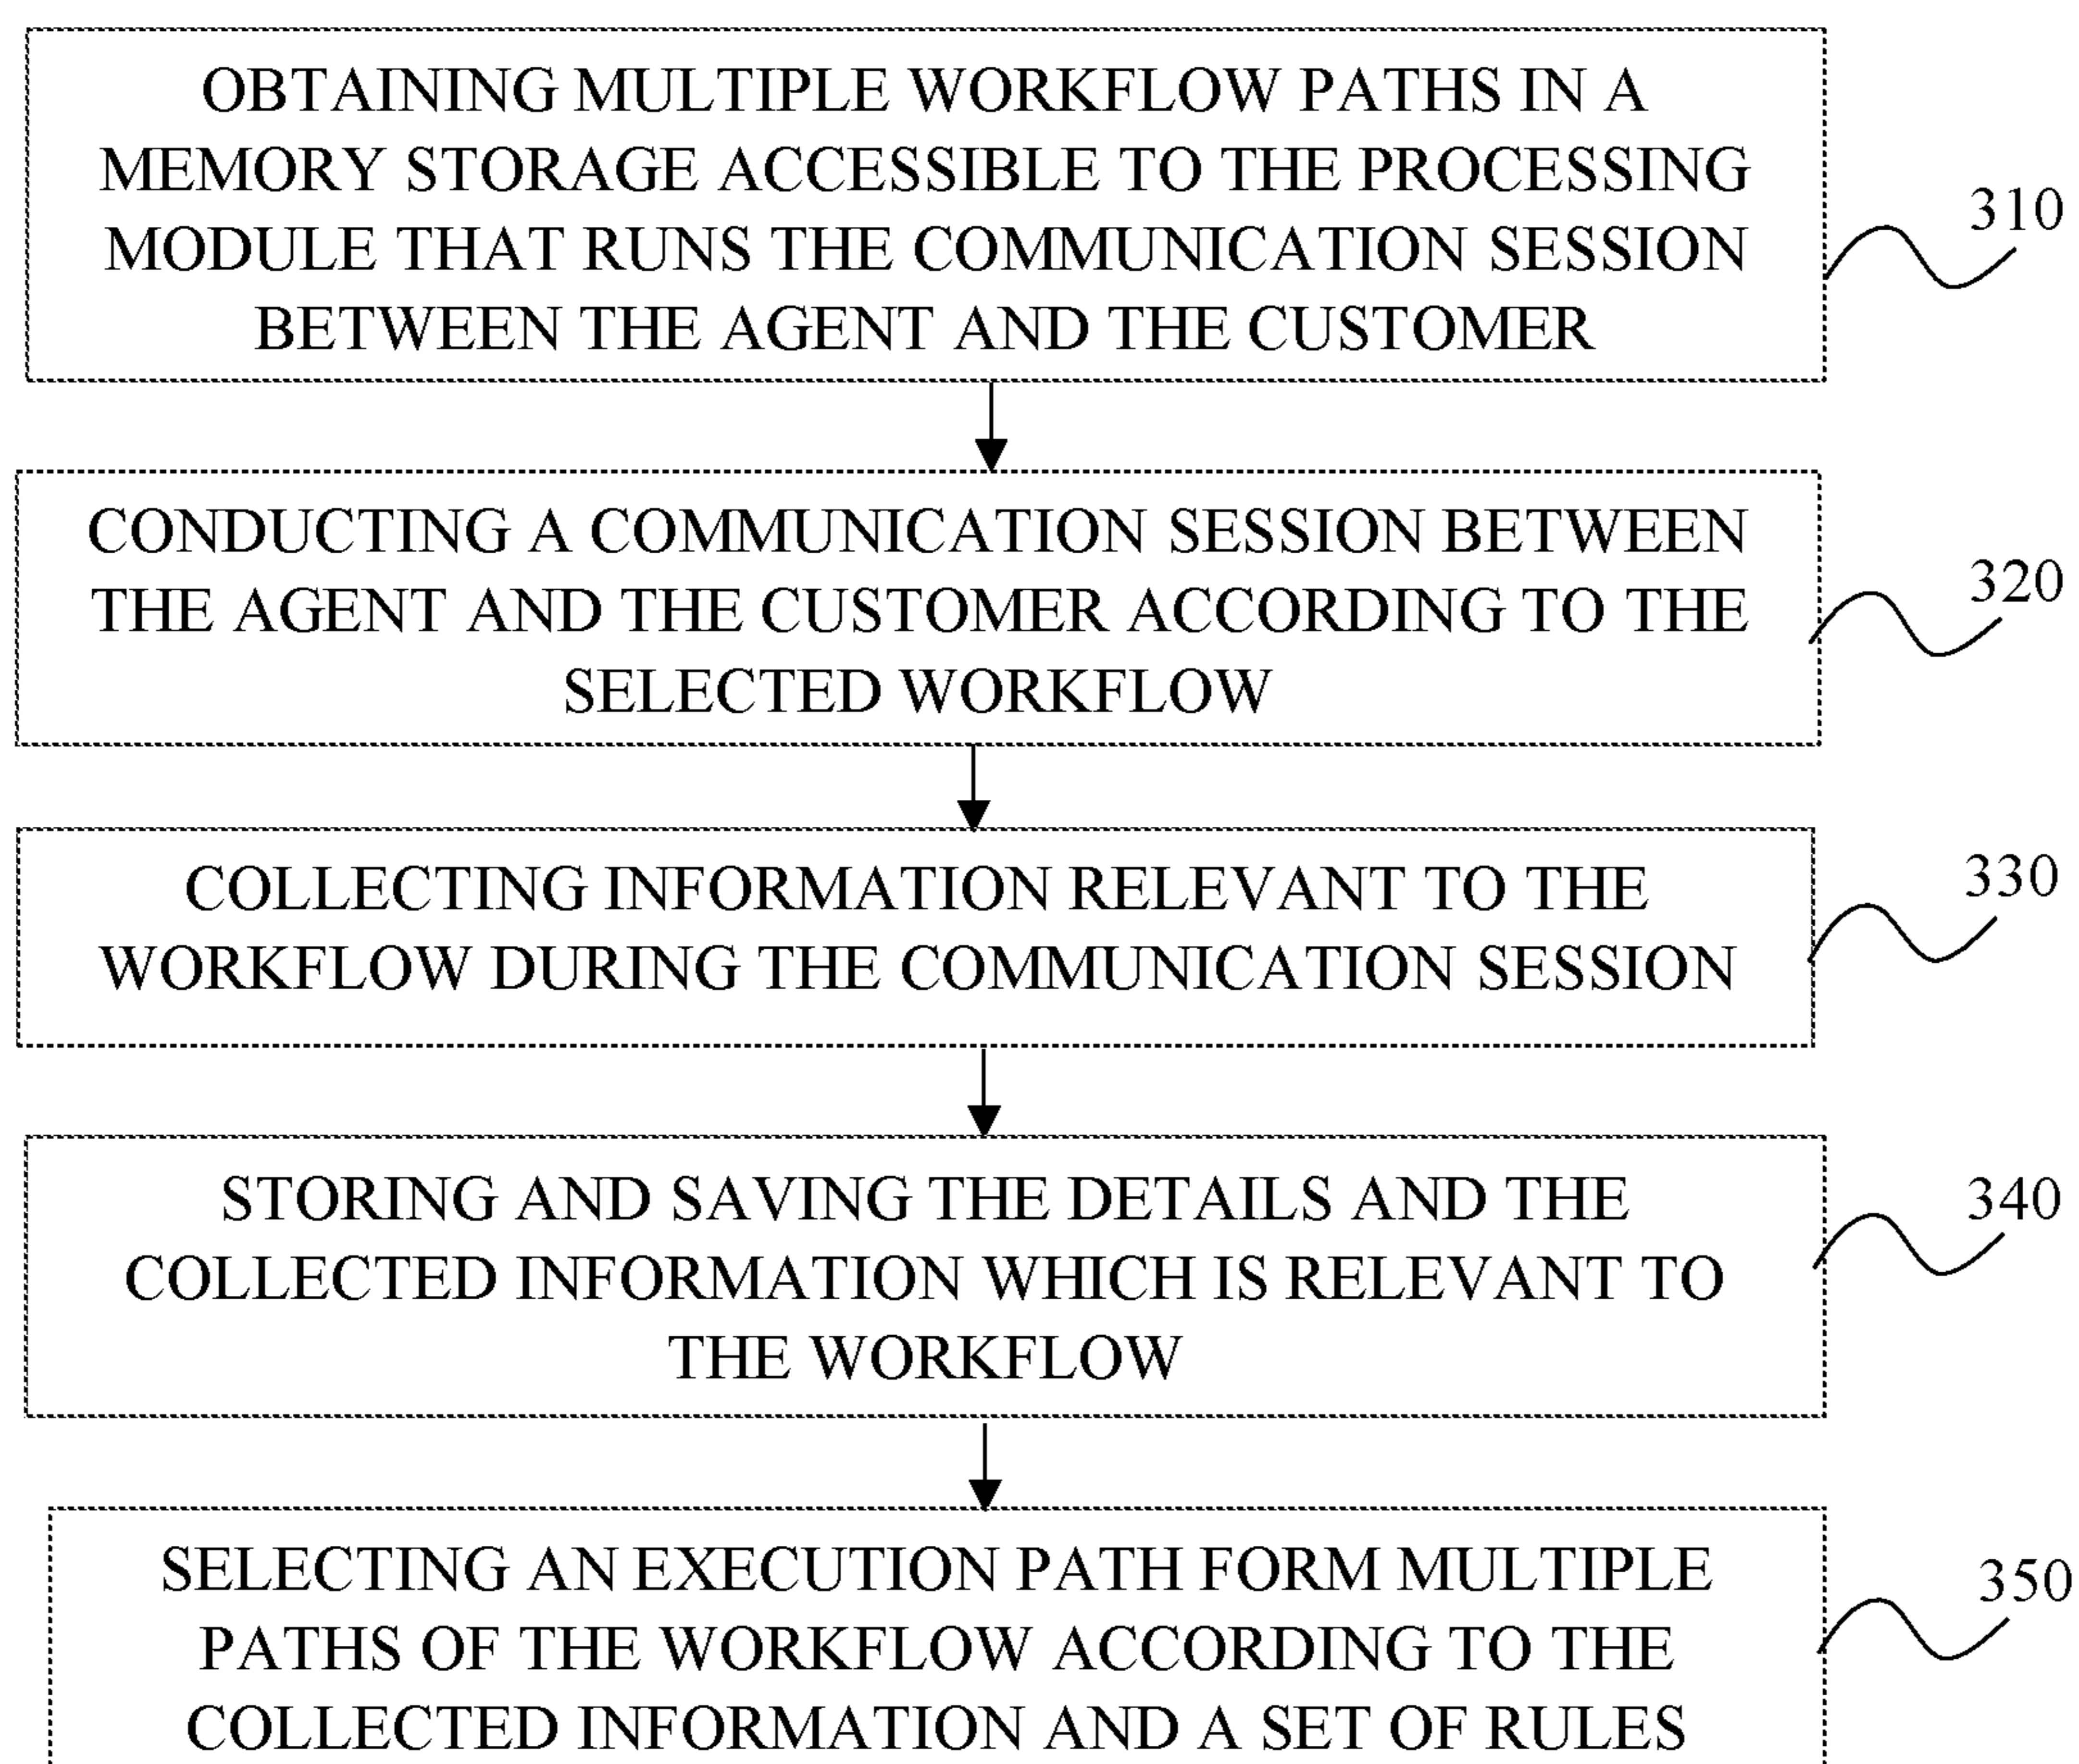 OBTAINING MULTIPLE WORKFLOW PATHS IN A
MEMORY STORAGE ACCESSIBLE TO THE PROCESSING
MODULE THAT RUNS THE COMMUNICATION SESSION
BETWEEN THE AGENT AND THE CUSTOMER
310
CONDUCTING A COMMUNICATION SESSION BETWEEN
THE AGENT AND THE CUSTOMER ACCORDING TO THE
SELECTED WORKFLOW
320
COLLECTING INFORMATION RELEVANT TO THE
WORKFLOW DURING THE COMMUNICATION SESSION
330
STORING AND SAVING THE DETAILS AND THE
COLLECTED INFORMATION WHICH IS RELEVANT TO
THE WORKFLOW
340
SELECTING AN EXECUTION PATH FORM MULTIPLE
PATHS OF THE WORKFLOW ACCORDING TO THE
COLLECTED INFORMATION AND A SET OF RULES
350